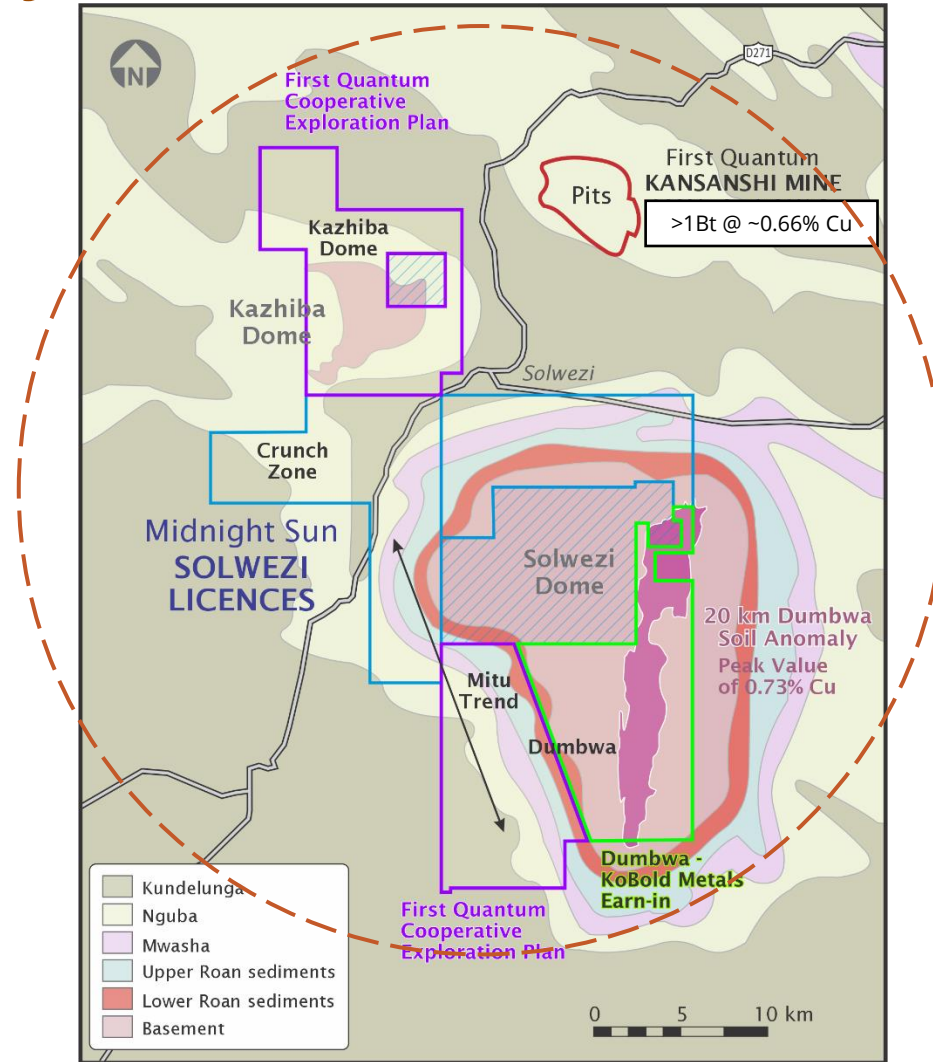 N
D271
First Quantum
Cooperative
Exploration Plan
First Quantum
KANSANSHI MINE
Pits
>1Bt @ ~0.66% Cu
Kazhiba
Dome
Kazhiba
Dome
Solwezi
Crunch
Zone
Midnight Sun
SOLWEZI
LICENCES
Solwezi
Dome
20 km Dumbwa
Soil Anomaly
Peak Value
of 0.73% Cu
Mitu
Trend
Dumbwa
Dumbwa -
KoBold Metals
Earn-in
First Quantum
Cooperative
Exploration Plan
Kundelunga
Nguba
Mwasha
Upper Roan sediments
Lower Roan sediments
Basement
0 5 10 km